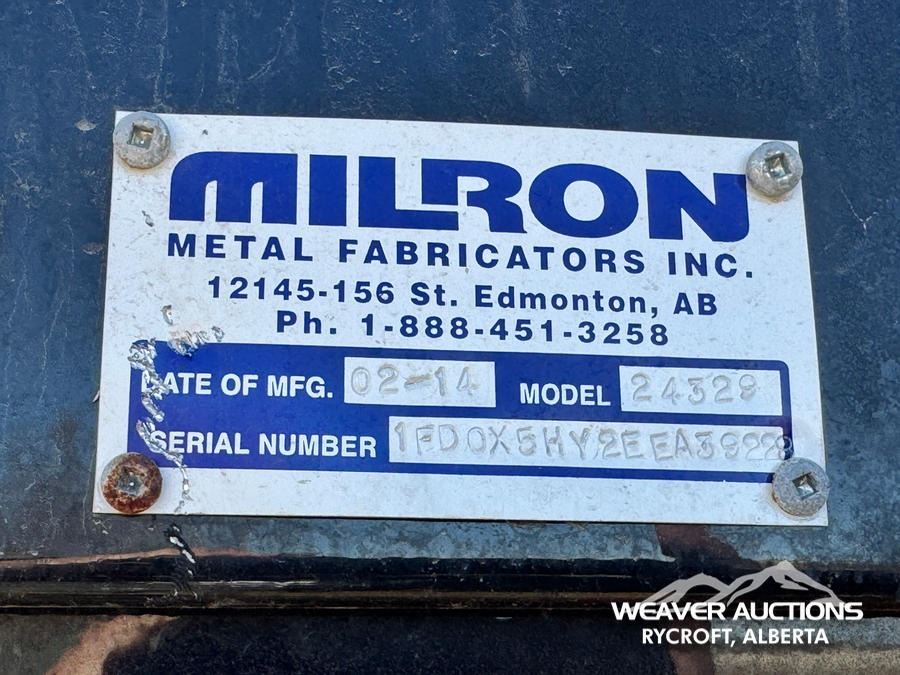 MILRON
METAL FABRICATORS INC.
12145-156 St. Edmonton, AB
Ph. 1-888-451-3258
DATE OF MFG. 02-14 MODEL 24329
SERIAL NUMBER 1FD0X5HY2EEA39228
WEAVER AUCTIONS
RYCROFT, ALBERTA